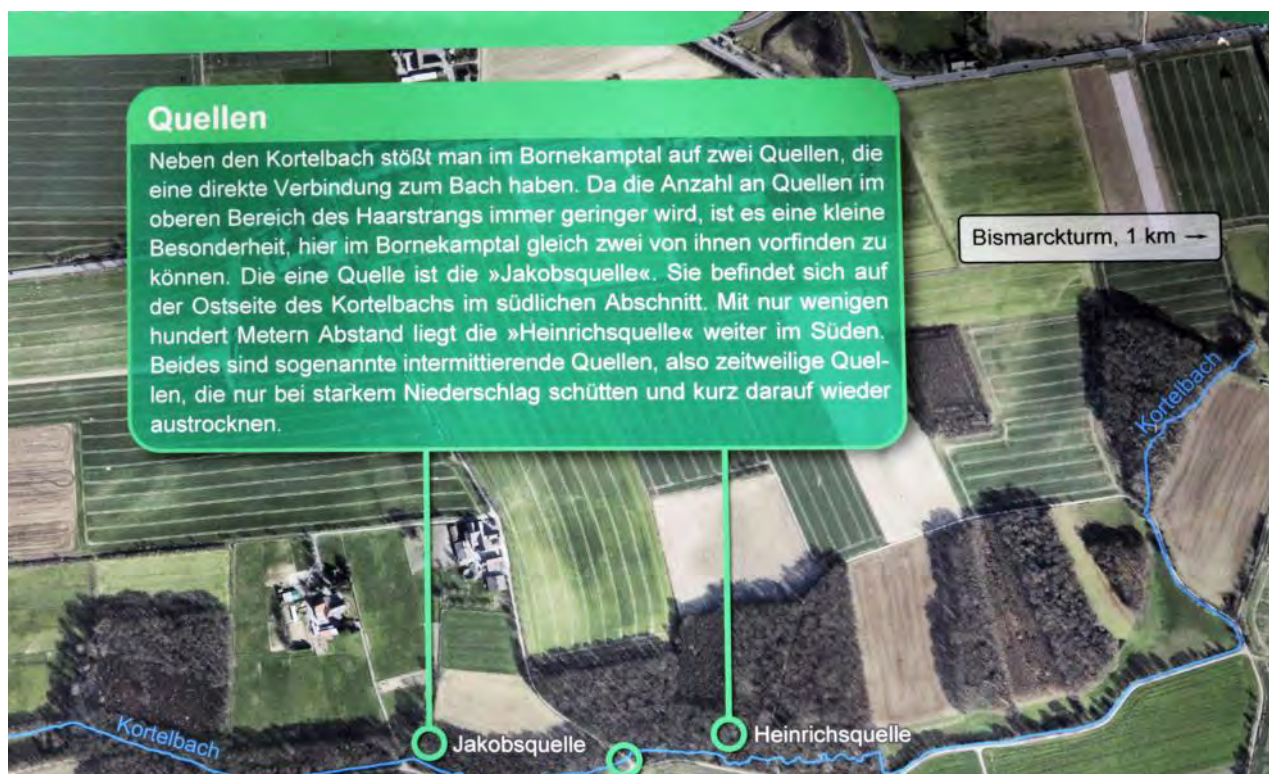 Quellen
Neben den Kortelbach stößt man im Bornekamptal auf zwei Quellen, die
eine direkte Verbindung zum Bach haben. Da die Anzahl an Quellen im
oberen Bereich des Haarstrangs immer geringer wird, ist es eine kleine
Besonderheit, hier im Bornekamptal gleich zwei von ihnen vorfinden zu
können. Die eine Quelle ist die »Jakobsquelle«. Sie befindet sich auf
der Ostseite des Kortelbachs im südlichen Abschnitt. Mit nur wenigen
hundert Metern Abstand liegt die »Heinrichsquelle« weiter im Süden.
Beides sind sogenannte intermittierende Quellen, also zeitweilige Quel-
len, die nur bei starkem Niederschlag schütten und kurz darauf wieder
austrocknen.
Bismarckturm, 1 km →
Kortelbach
Kortelbach
Jakobsquelle
Heinrichsquelle